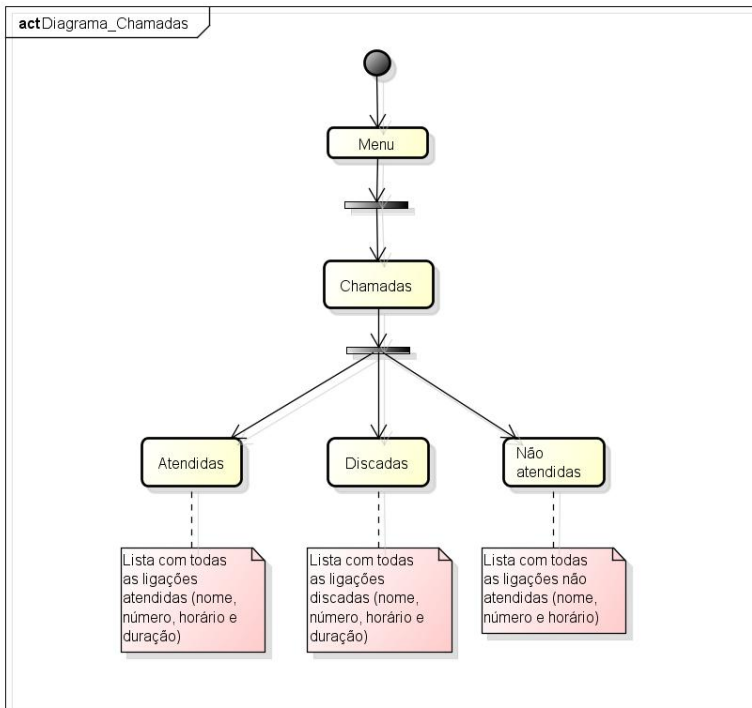 act Diagrama_Chamadas
Menu
Chamadas
Atendidas
Discadas
Não
atendidas
Lista com todas
as ligações
atendidas (nome,
número, horário e
duração)
Lista com todas
as ligações
discadas (nome,
número, horário e
duração)
Lista com todas
as ligações não
atendidas (nome,
número e horário)